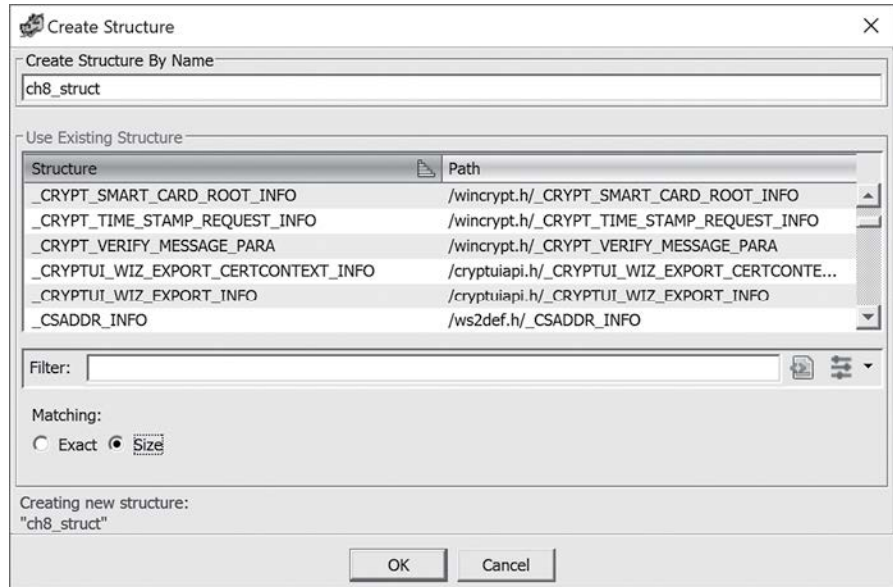 Create Structure
Create Structure By Name
ch8_struct
Use Existing Structure
Structure Path
_CRYPT_SMART_CARD_ROOT_INFO /wincrypt.h/_CRYPT_SMART_CARD_ROOT_INFO
_CRYPT_TIME_STAMP_REQUEST_INFO /wincrypt.h/_CRYPT_TIME_STAMP_REQUEST_INFO
_CRYPT_VERIFY_MESSAGE_PARA /wincrypt.h/_CRYPT_VERIFY_MESSAGE_PARA
_CRYPTUI_WIZ_EXPORT_CERTCONTEXT_INFO /cryptuiapi.h/_CRYPTUI_WIZ_EXPORT_CERTCONTE...
_CRYPTUI_WIZ_EXPORT_INFO /cryptuiapi.h/_CRYPTUI_WIZ_EXPORT_INFO
_CSADDR_INFO /ws2def.h/_CSADDR_INFO
Filter:
Matching:
Exact Size
Creating new structure:
"ch8_struct"
OK Cancel